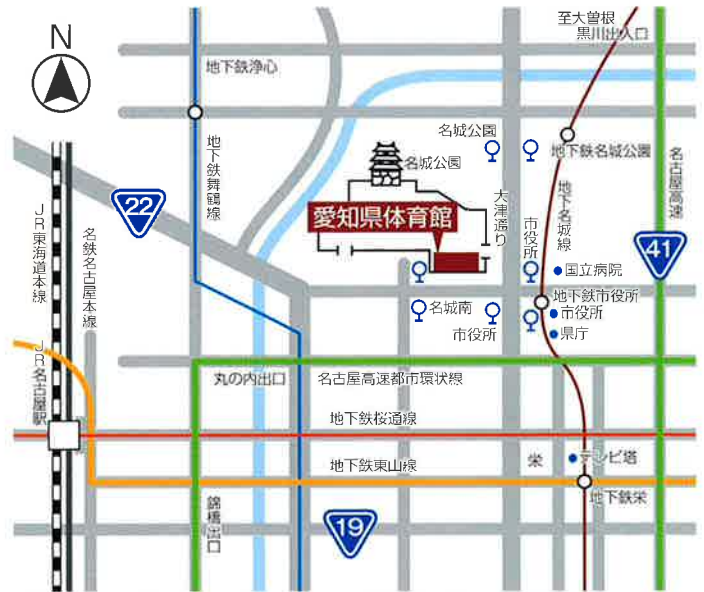 至大曽根
黒川出入口
N
地下鉄浄心
名城公園
地下鉄名城公園
名城公園
地下鉄舞鶴線
大津通り
地下名城線
名古屋高速
22
愛知県体育館
市役所
41
JR東海道本線
名鉄名古屋本線
国立病院
地下鉄市役所
名城南
市役所
市役所
県庁
JR名古屋駅
丸の内出口
名古屋高速都市環状線
地下鉄桜通線
地下鉄東山線
栄
テレビ塔
地下鉄栄
錦橋出口
19